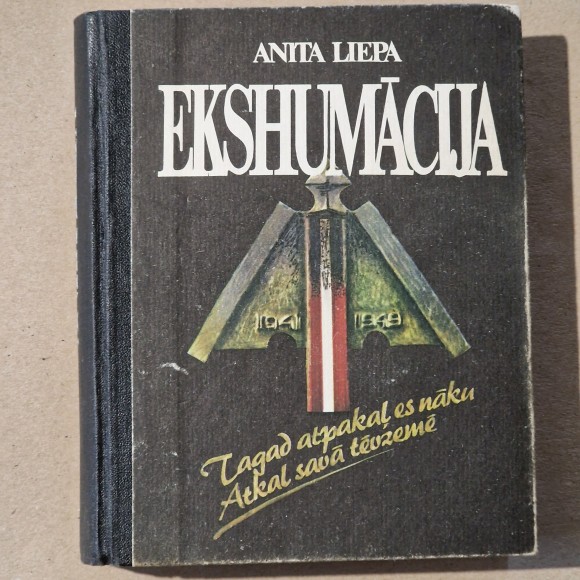 ANITA LIEPA
EKSHUMĀCIJA
1941 1949
Tagad atpakaļ es nāku
Atkal savā tēvzemē